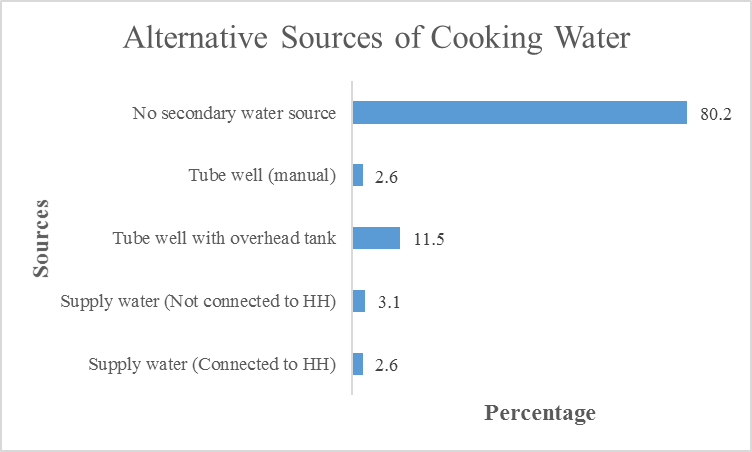 Alternative Sources of Cooking Water
No secondary water source
80.2
Tube well (manual)
2.6
Tube well with overhead tank
11.5
Supply water (Not connected to HH)
3.1
Supply water (Connected to HH)
2.6
Sources
Percentage